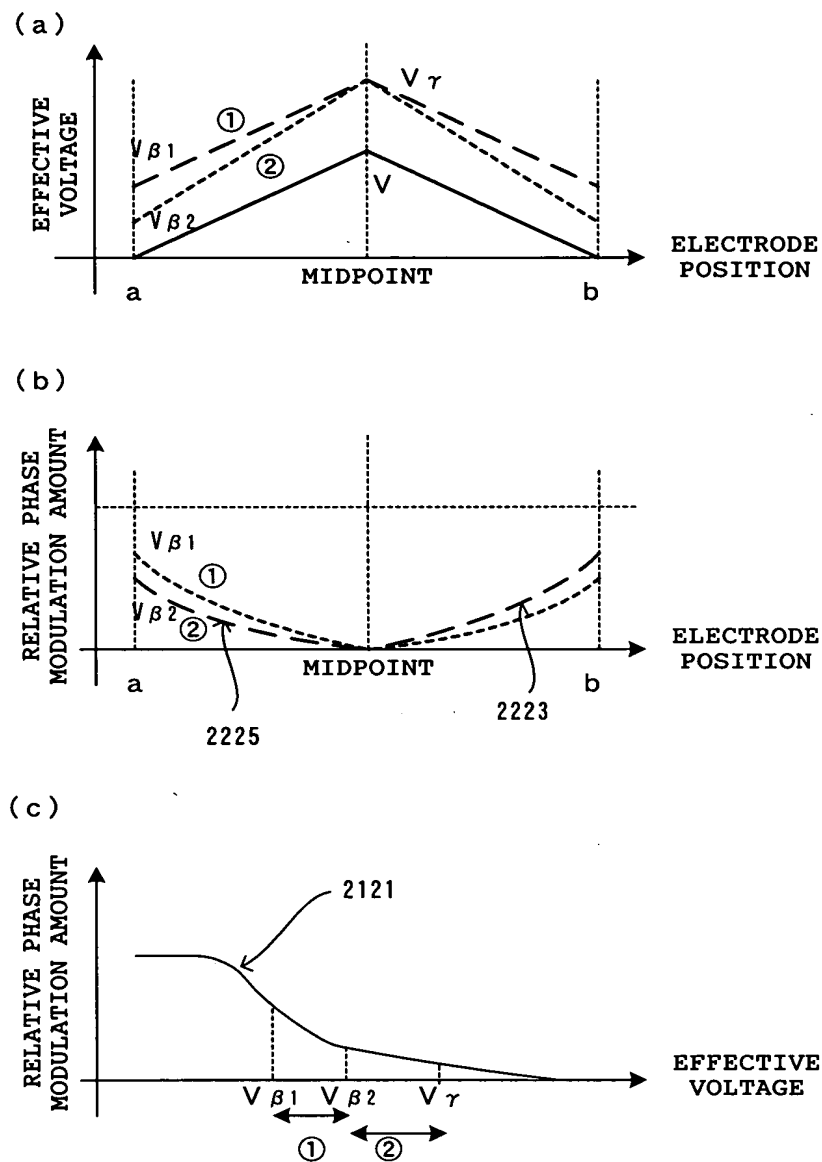 (a)
EFFECTIVE
VOLTAGE
Vγ
①
Vβ1
②
V
Vβ2
ELECTRODE
POSITION
MIDPOINT
a
b
(b)
RELATIVE PHASE
MODULATION AMOUNT
Vβ1
①
Vβ2
②
ELECTRODE
POSITION
MIDPOINT
a
b
2225
2223
(c)
RELATIVE PHASE
MODULATION AMOUNT
2121
EFFECTIVE
VOLTAGE
Vβ1 Vβ2 Vγ
① ②